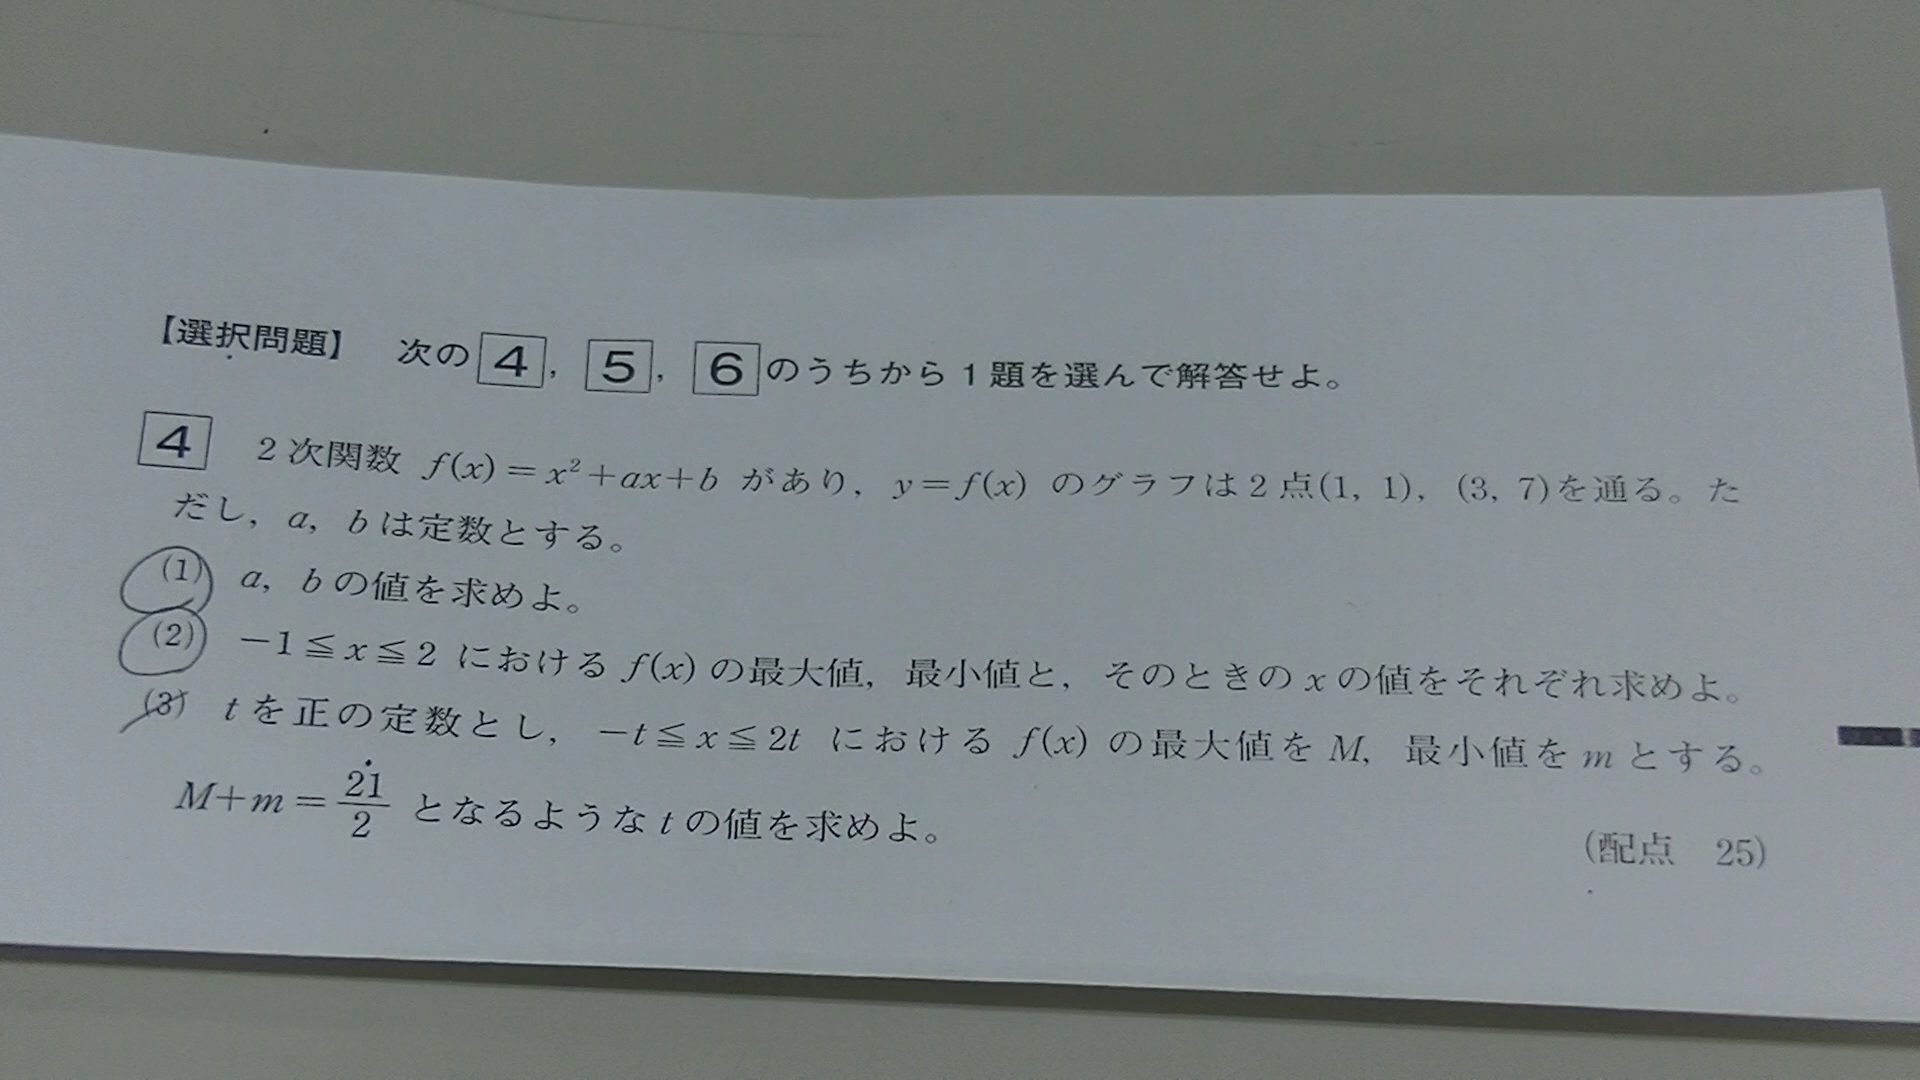 【選択問題】 次の 4 , 5 , 6 のうちから1題を選んで解答せよ。
4 2次関数 f(x)=x²+ax+b があり, y=f(x) のグラフは2点(1, 1), (3, 7)を通る。た
だし, a, bは定数とする。
(1) a, bの値を求めよ。
(2) −1≦x≦2 における f(x) の最大値, 最小値と, そのときの x の値をそれぞれ求めよ。
(3) t を正の定数とし, −t≦x≦2t における f(x) の最大値を M, 最小値を m とする。
M+m=21/2 となるような t の値を求めよ。
(配点 25)